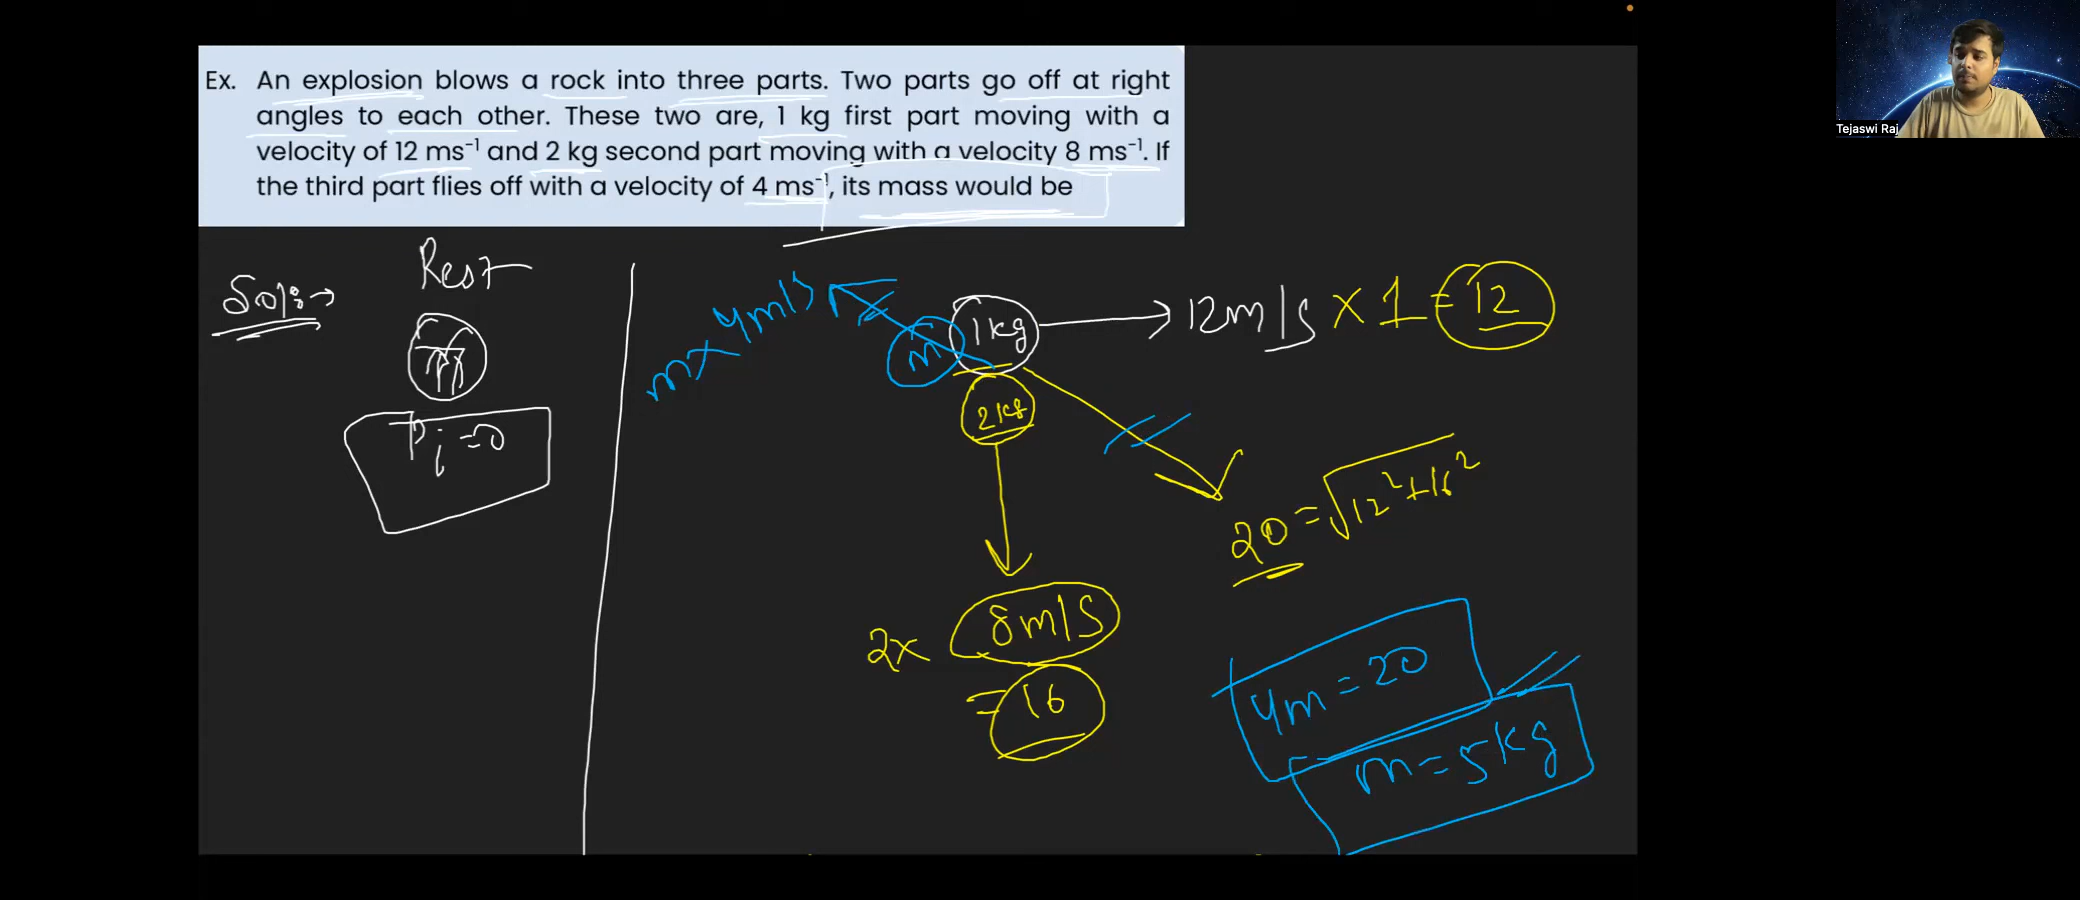 Ex. An explosion blows a rock into three parts. Two parts go off at right
angles to each other. These two are, 1 kg first part moving with a
velocity of 12 ms⁻¹ and 2 kg second part moving with a velocity 8 ms⁻¹. If
the third part flies off with a velocity of 4 ms⁻¹, its mass would be
Tejaswi Raj
Rest
Pi=0
m x 4m/s
m
1kg
12m/s x 1 = 12
2kg
20 = √12²+16²
2x 8m/s
= 16
4m = 20
m = 5kg